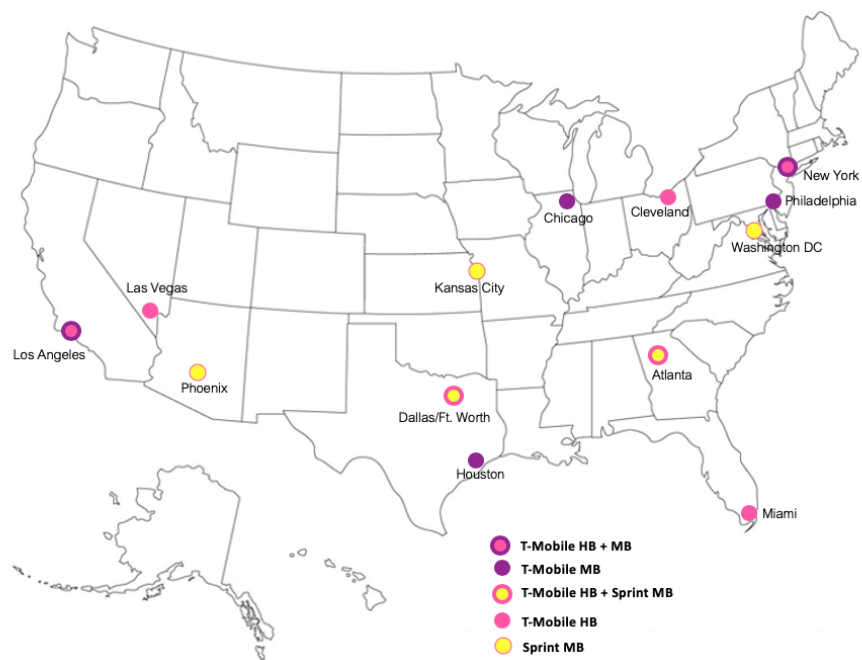 New York
Philadelphia
Cleveland
Chicago
Washington DC
Kansas City
Las Vegas
Los Angeles
Phoenix
Atlanta
Dallas/Ft. Worth
Houston
Miami
T-Mobile HB + MB
T-Mobile MB
T-Mobile HB + Sprint MB
T-Mobile HB
Sprint MB